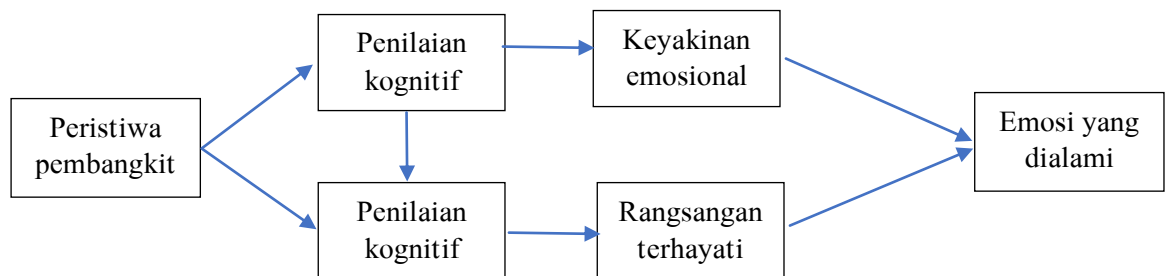 Peristiwa
pembangkit
Penilaian
kognitif
Keyakinan
emosional
Penilaian
kognitif
Rangsangan
terhayati
Emosi yang
dialami